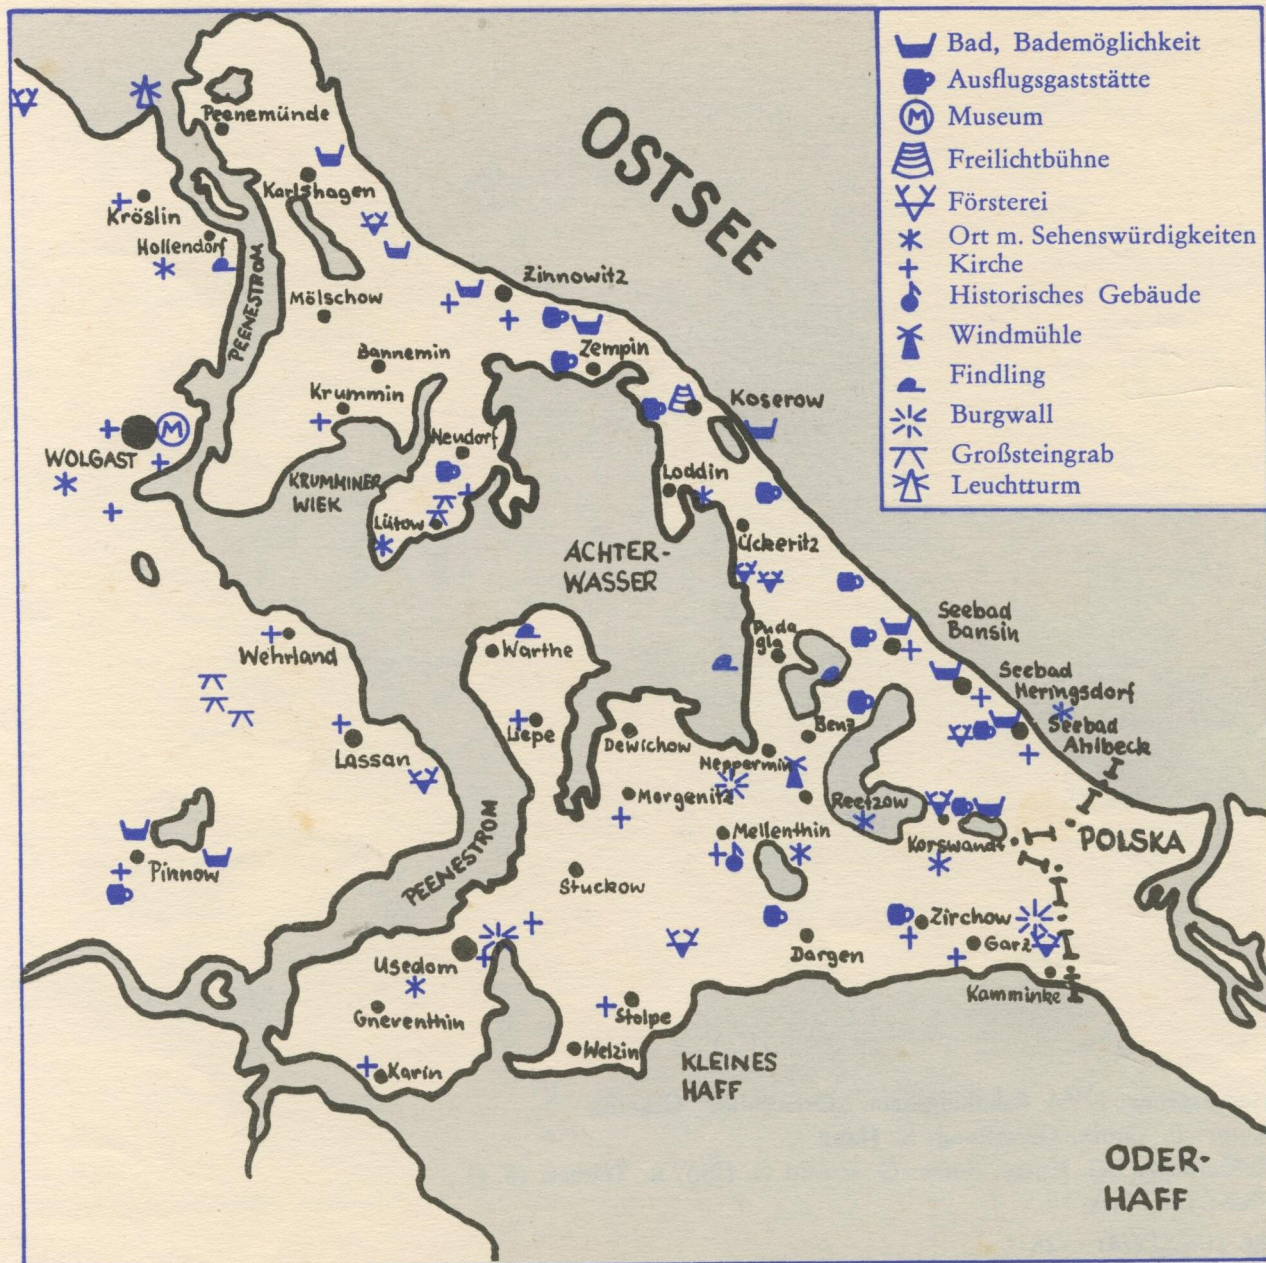 Bad, Bademöglichkeit
Ausflugsgaststätte
M Museum
Freilichtbühne
Försterei
Ort m. Sehenswürdigkeiten
Kirche
Historisches Gebäude
Windmühle
Findling
Burgwall
Großsteingrab
Leuchtturm
OSTSEE
Peenemünde
Karlshagen
Kröslin
Hollendorf
PEENESTROM
Mölschow
Zinnowitz
Bannemin
Zempin
Krummin
Koserow
M
WOLGAST
Neudorf
KRUMMINER
WIEK
Loddin
Lütow
ACHTER-
WASSER
Ückeritz
Seebad
Bansin
Puda
gla
Wehrland
Warthe
Seebad
Heringsdorf
Liepe
Dewichow
Benz
Seebad
Ahlbeck
Lassan
Neppermin
Morgenitz
Reetzow
PEENESTROM
Mellenthin
Korswandt
POLSKA
Pinnow
Stuckow
Zirchow
Usedom
Dargen
Garz
Kamminke
Gneventhin
Stolpe
Welzin
Karin
KLEINES
HAFF
ODER-
HAFF